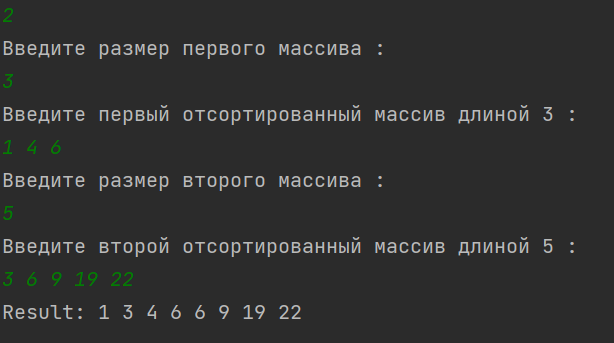 2
Введите размер первого массива :
3
Введите первый отсортированный массив длиной 3 :
1 4 6
Введите размер второго массива :
5
Введите второй отсортированный массив длиной 5 :
3 6 9 19 22
Result: 1 3 4 6 6 9 19 22